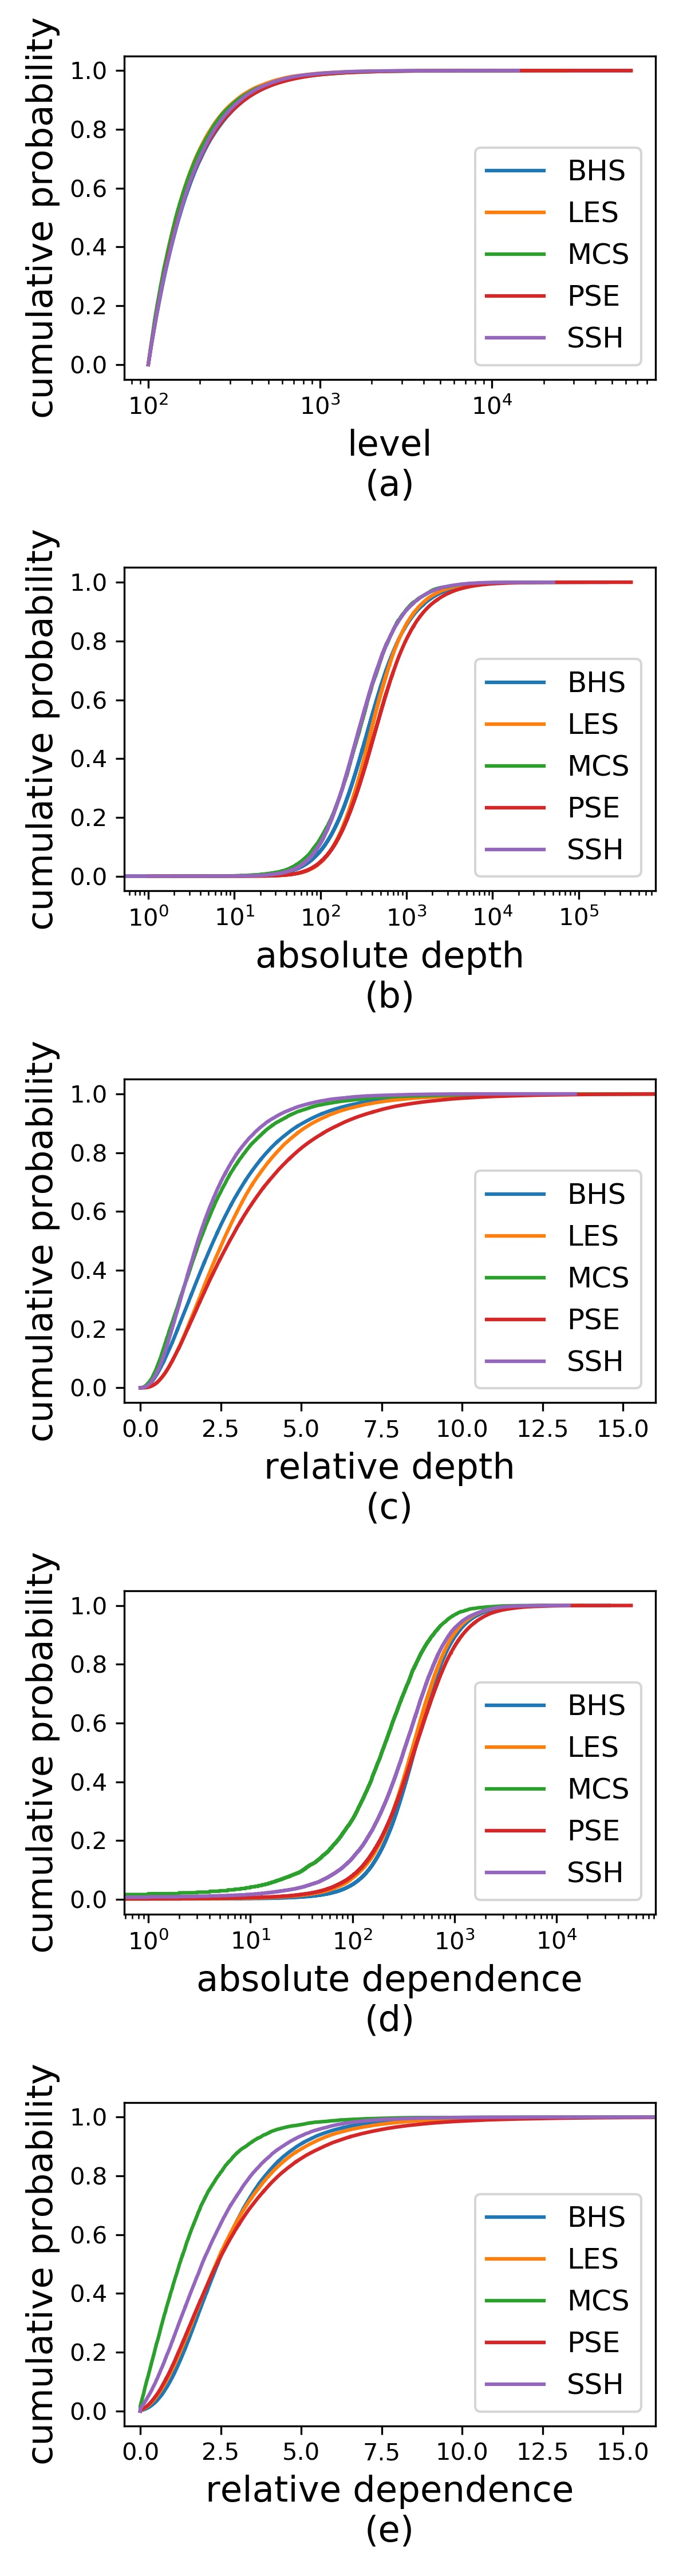 cumulative probability
1.0
0.8
0.6
0.4
0.2
0.0
BHS
LES
MCS
PSE
SSH
10² 10³ 10⁴
level
(a)
cumulative probability
1.0
0.8
0.6
0.4
0.2
0.0
BHS
LES
MCS
PSE
SSH
10⁰ 10¹ 10² 10³ 10⁴ 10⁵
absolute depth
(b)
cumulative probability
1.0
0.8
0.6
0.4
0.2
0.0
BHS
LES
MCS
PSE
SSH
0.0 2.5 5.0 7.5 10.0 12.5 15.0
relative depth
(c)
cumulative probability
1.0
0.8
0.6
0.4
0.2
0.0
BHS
LES
MCS
PSE
SSH
10⁰ 10¹ 10² 10³ 10⁴
absolute dependence
(d)
cumulative probability
1.0
0.8
0.6
0.4
0.2
0.0
BHS
LES
MCS
PSE
SSH
0.0 2.5 5.0 7.5 10.0 12.5 15.0
relative dependence
(e)